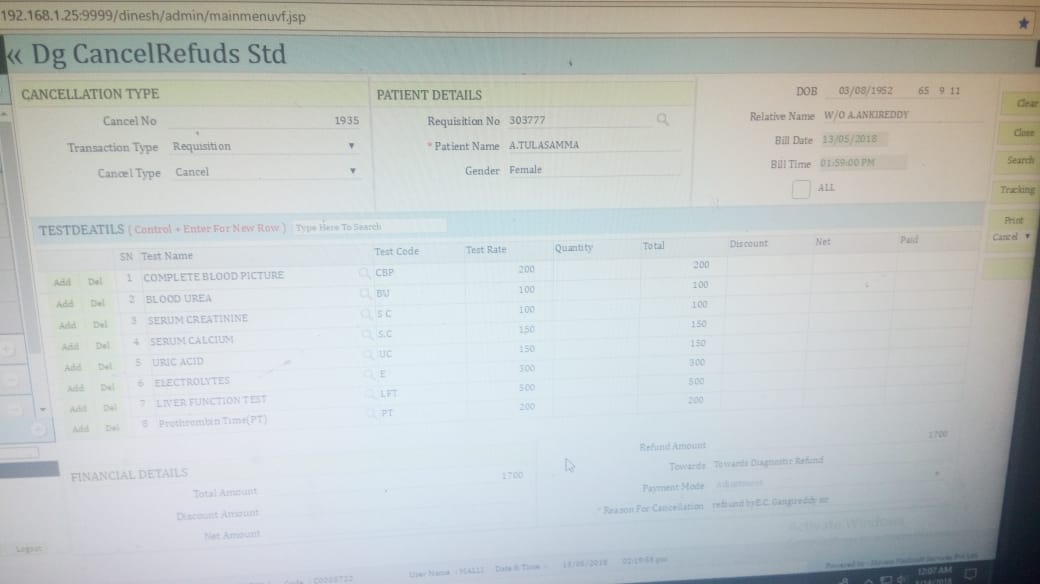 192.168.1.25:9999/dinesh/admin/mainmenuvf.jsp
« Dg CancelRefuds Std
CANCELLATION TYPE
Cancel No 1935
Transaction Type Requisition
Cancel Type Cancel
PATIENT DETAILS
Requisition No 303777
* Patient Name A.TULASAMMA
Gender Female
DOB 03/08/1952 65 9 11
Relative Name W/O A.ANKIREDDY
Bill Date 13/05/2018
Bill Time 01:59:00 PM
ALL
Clear
Close
Search
Tracking
Print
Cancel
TESTDEATILS ( Control + Enter For New Row ) Type Here To Search
SN Test Name Test Code Test Rate Quantity Total Discount Net Paid
Add Del 1 COMPLETE BLOOD PICTURE CBP 200 200
Add Del 2 BLOOD UREA BU 100 100
Add Del 3 SERUM CREATININE S C 100 100
Add Del 4 SERUM CALCIUM S.C 150 150
Add Del 5 URIC ACID UC 150 150
Add Del 6 ELECTROLYTES E 300 300
Add Del 7 LIVER FUNCTION TEST LFT 500 500
Add Del 8 Prothrombin Time(PT) PT 200 200
FINANCIAL DETAILS
Total Amount 1700
Discount Amount
Net Amount
Refund Amount 1700
Towards Towards Diagnostic Refund
Payment Mode Adjustment
* Reason For Cancellation refound by E.C. Gangireddy sir
Activate Windows
Logout
Code : C0000722 User Name : MALLI Date & Time : 13/05/2018
Powered by :
12:07 AM